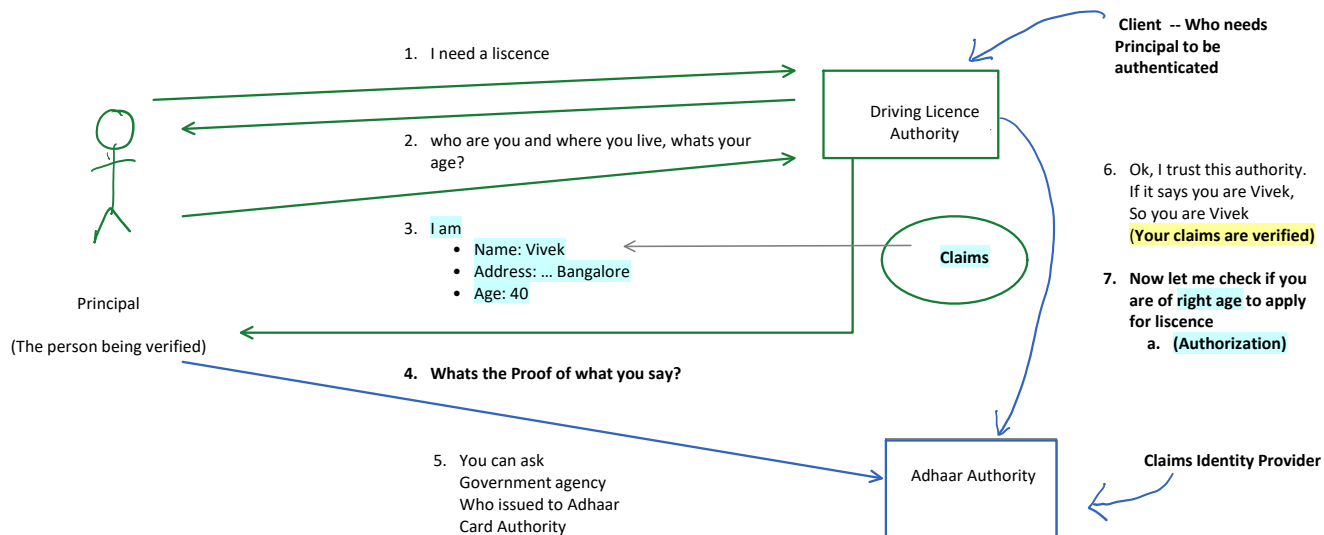 Client -- Who needs
Principal to be
authenticated
1. I need a liscence
Driving Licence
Authority
2. who are you and where you live, whats your
age?
3. I am
• Name: Vivek
• Address: ... Bangalore
• Age: 40
Claims
6. Ok, I trust this authority.
If it says you are Vivek,
So you are Vivek
(Your claims are verified)
7. Now let me check if you
are of right age to apply
for liscence
a. (Authorization)
Principal
(The person being verified)
4. Whats the Proof of what you say?
5. You can ask
Government agency
Who issued to Adhaar
Card Authority
Adhaar Authority
Claims Identity Provider